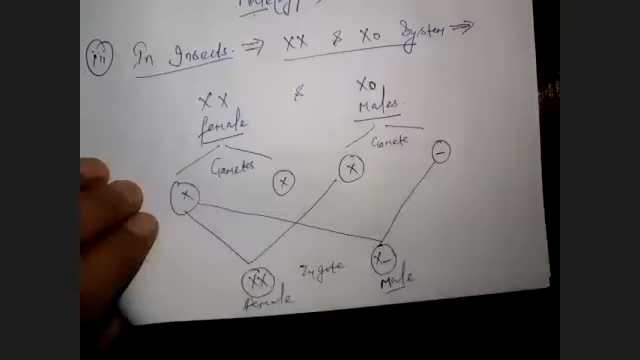 (iii) In Insects. ⇒ XX & XO System ⇒
XX & XO
female Males.
Gametes Gamete
X X X –
XX Zygote X–
female Male